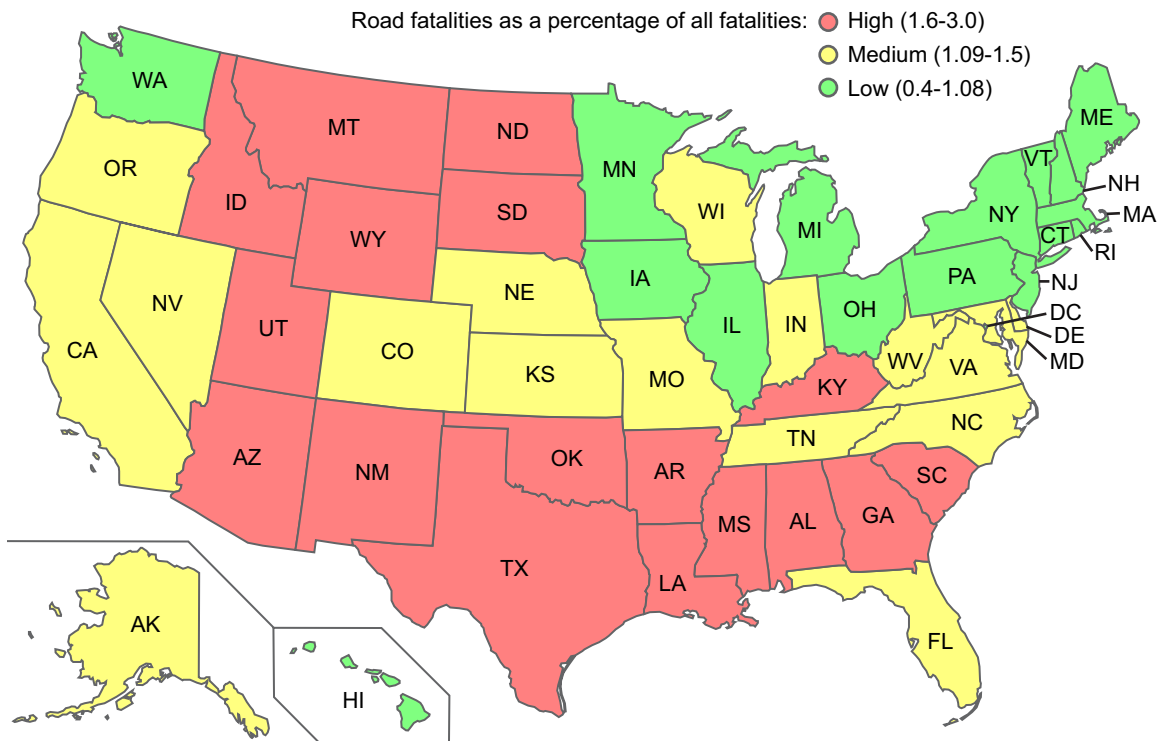 Road fatalities as a percentage of all fatalities: High (1.6-3.0)
Medium (1.09-1.5)
Low (0.4-1.08)
WA
MT
ND
ME
OR
MN
VT
ID
SD
NH
WI
NY
MA
WY
MI
CT
RI
IA
PA
NJ
NE
NV
OH
DC
UT
IL
IN
DE
CA
CO
WV
MD
KS
VA
MO
KY
NC
TN
AZ
NM
OK
AR
SC
GA
MS
AL
TX
LA
AK
FL
HI